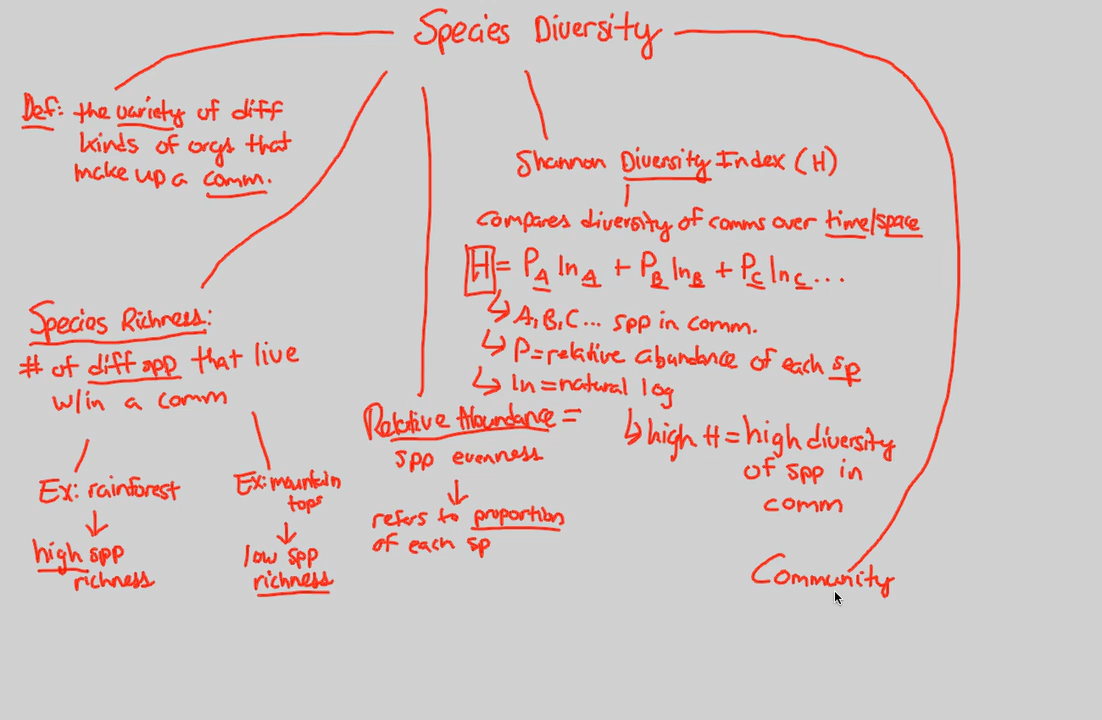 Species Diversity
Def: the variety of diff
kinds of orgs that
make up a comm.
Shannon Diversity Index (H)
Compares diversity of comms over time/space
H = PA lnA + PB lnB + PC lnC ...
↳ A, B, C ... spp in comm.
↳ P = relative abundance of each sp
↳ ln = natural log
↳ high H = high diversity
of spp in
comm
Species Richness:
# of diff spp that live
w/in a comm
Ex: rainforest
↓
high spp
richness
Ex: mountain
tops
↓
low spp
richness
Relative Abundance =
spp evenness
↓
refers to proportion
of each sp
Community